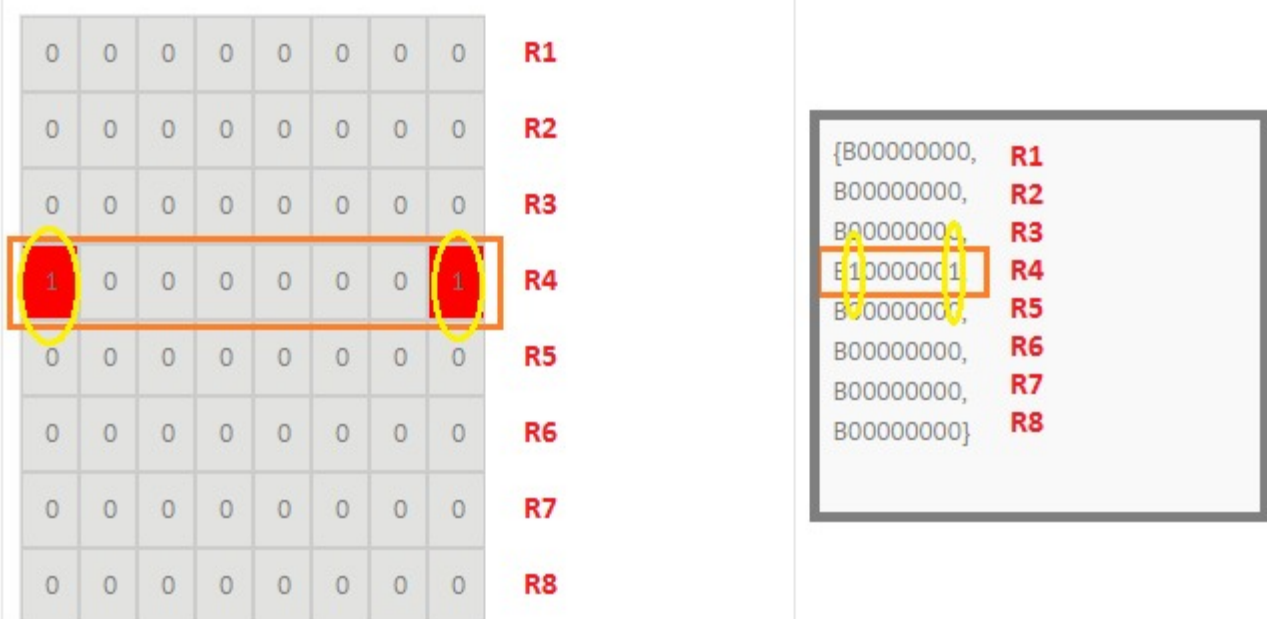 0 0 0 0 0 0 0 0 R1
0 0 0 0 0 0 0 0 R2
0 0 0 0 0 0 0 0 R3
1 0 0 0 0 0 0 1 R4
0 0 0 0 0 0 0 0 R5
0 0 0 0 0 0 0 0 R6
0 0 0 0 0 0 0 0 R7
0 0 0 0 0 0 0 0 R8
{B00000000, R1
B00000000, R2
B00000000, R3
B10000001 R4
B00000000, R5
B00000000, R6
B00000000, R7
B00000000} R8